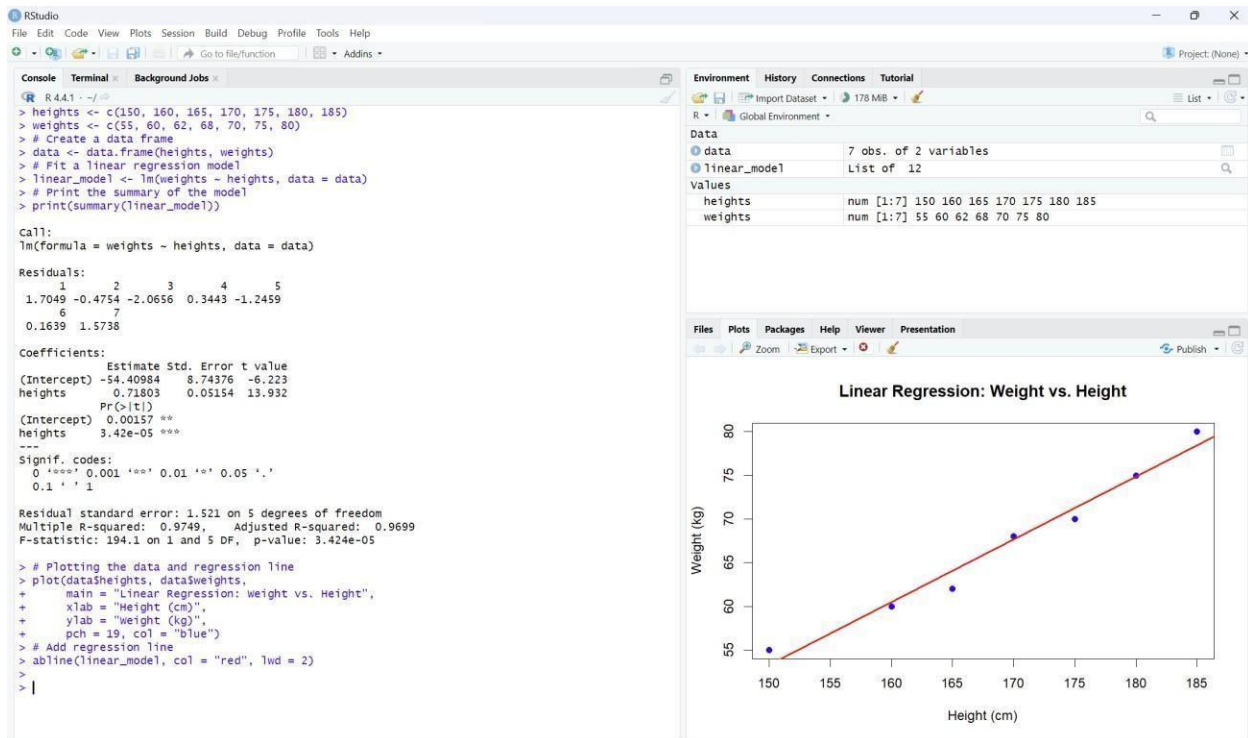 RStudio
File Edit Code View Plots Session Build Debug Profile Tools Help
Go to file/function Addins Project: (None)
Console Terminal Background Jobs
R 4.4.1 · ~/
> heights <- c(150, 160, 165, 170, 175, 180, 185)
> weights <- c(55, 60, 62, 68, 70, 75, 80)
> # Create a data frame
> data <- data.frame(heights, weights)
> # Fit a linear regression model
> linear_model <- lm(weights ~ heights, data = data)
> # Print the summary of the model
> print(summary(linear_model))
Call:
lm(formula = weights ~ heights, data = data)
Residuals:
1 2 3 4 5
1.7049 -0.4754 -2.0656 0.3443 -1.2459
6 7
0.1639 1.5738
Coefficients:
Estimate Std. Error t value
(Intercept) -54.40984 8.74376 -6.223
heights 0.71803 0.05154 13.932
Pr(>|t|)
(Intercept) 0.00157 **
heights 3.42e-05 ***
---
Signif. codes:
0 ‘***’ 0.001 ‘**’ 0.01 ‘*’ 0.05 ‘.’
0.1 ‘ ’ 1
Residual standard error: 1.521 on 5 degrees of freedom
Multiple R-squared: 0.9749, Adjusted R-squared: 0.9699
F-statistic: 194.1 on 1 and 5 DF, p-value: 3.424e-05
> # Plotting the data and regression line
> plot(data$heights, data$weights,
+ main = "Linear Regression: Weight vs. Height",
+ xlab = "Height (cm)",
+ ylab = "Weight (kg)",
+ pch = 19, col = "blue")
> # Add regression line
> abline(linear_model, col = "red", lwd = 2)
>
>
Environment History Connections Tutorial
Import Dataset 178 MiB List
R Global Environment
Data
data 7 obs. of 2 variables
linear_model List of 12
Values
heights num [1:7] 150 160 165 170 175 180 185
weights num [1:7] 55 60 62 68 70 75 80
Files Plots Packages Help Viewer Presentation
Zoom Export Publish
Linear Regression: Weight vs. Height
80
75
70
65
60
55
Weight (kg)
150 155 160 165 170 175 180 185
Height (cm)